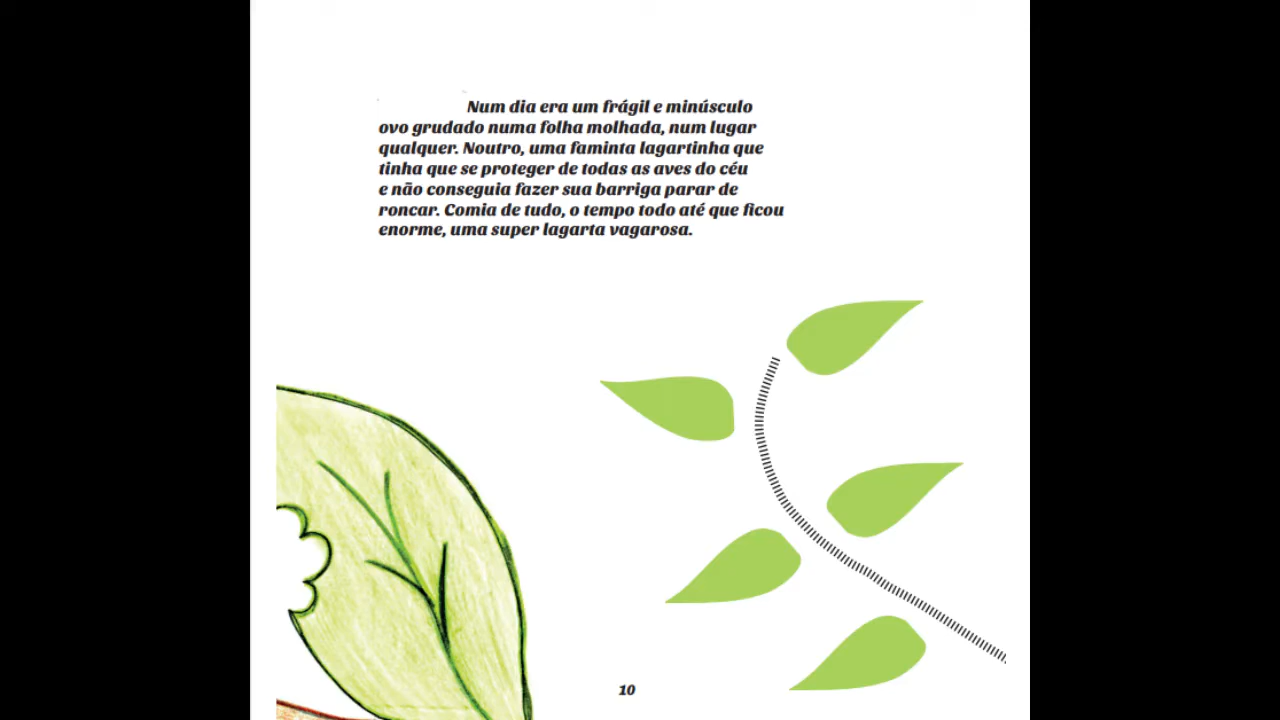 Num dia era um frágil e minúsculo
ovo grudado numa folha molhada, num lugar
qualquer. Noutro, uma faminta lagartinha que
tinha que se proteger de todas as aves do céu
e não conseguia fazer sua barriga parar de
roncar. Comia de tudo, o tempo todo até que ficou
enorme, uma super lagarta vagarosa.
10